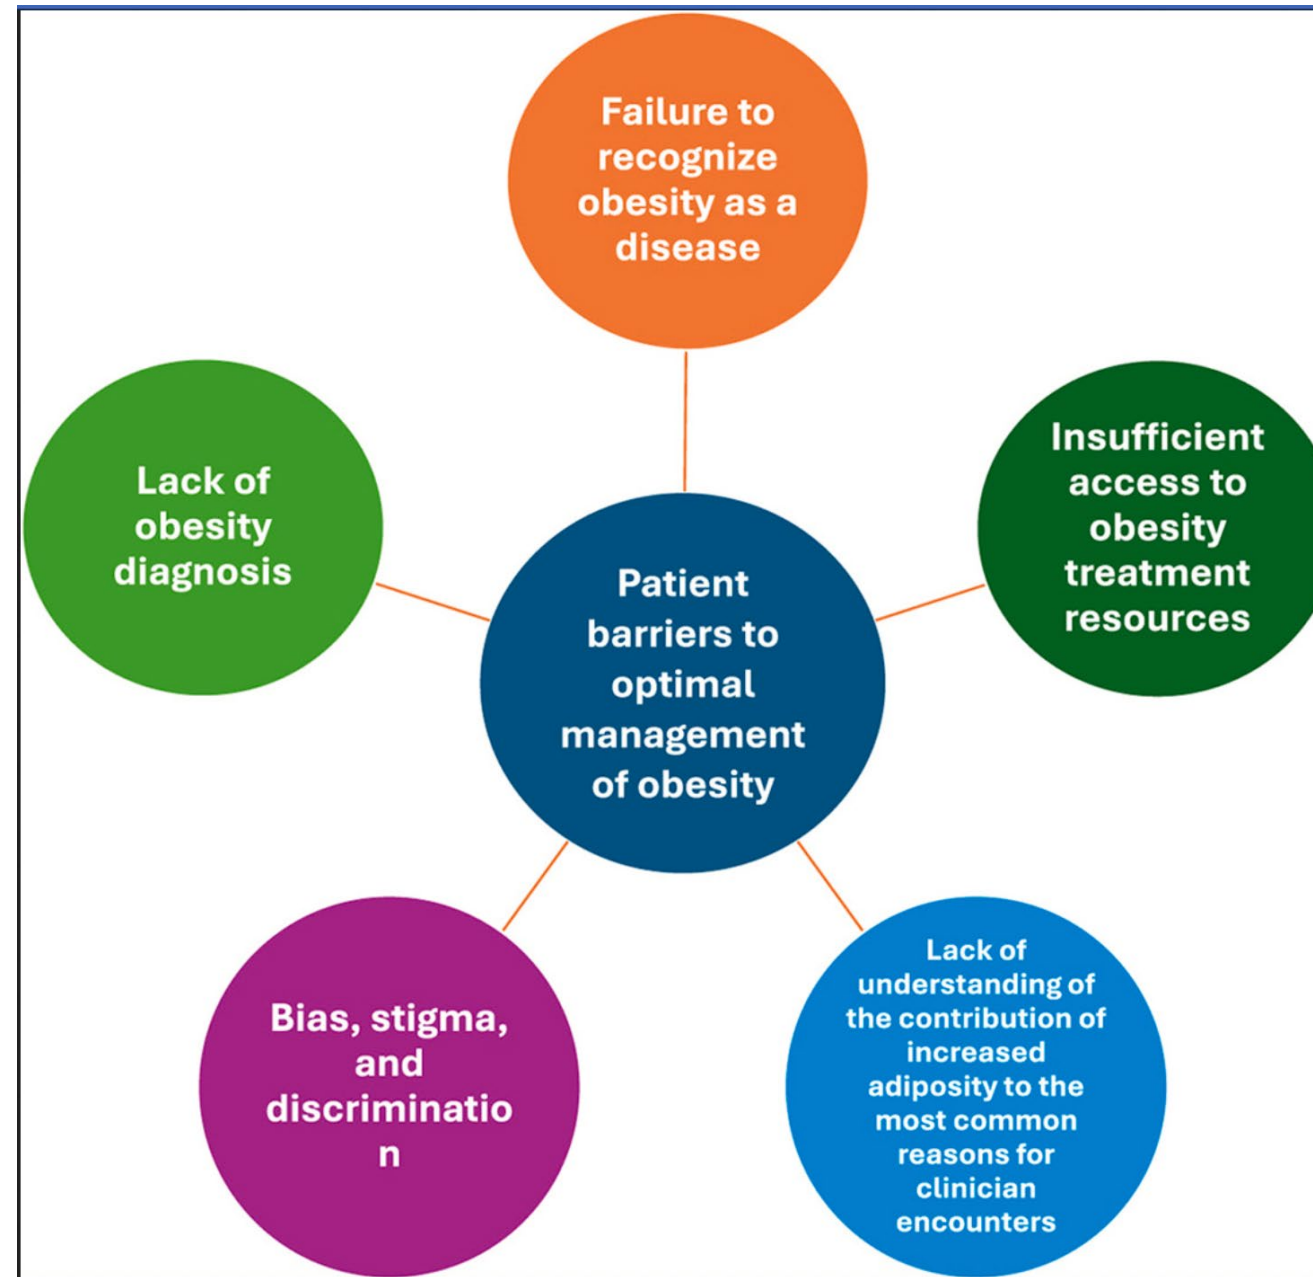 Failure to
recognize
obesity as a
disease
Lack of
obesity
diagnosis
Insufficient
access to
obesity
treatment
resources
Patient
barriers to
optimal
management
of obesity
Bias, stigma,
and
discriminatio
n
Lack of
understanding of
the contribution of
increased
adiposity to the
most common
reasons for
clinician
encounters